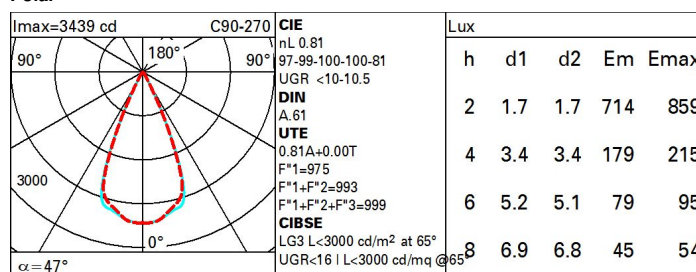 Imax=3439 cd C90-270
90° 180° 90°
3000
0°
α=47°
CIE
nL 0.81
97-99-100-100-81
UGR <10-10.5
DIN
A.61
UTE
0.81A+0.00T
F"1=975
F"1+F"2=993
F"1+F"2+F"3=999
CIBSE
LG3 L<3000 cd/m² at 65°
UGR<16 | L<3000 cd/mq @65°
Lux
h d1 d2 Em Emax
2 1.7 1.7 714 859
4 3.4 3.4 179 215
6 5.2 5.1 79 95
8 6.9 6.8 45 54